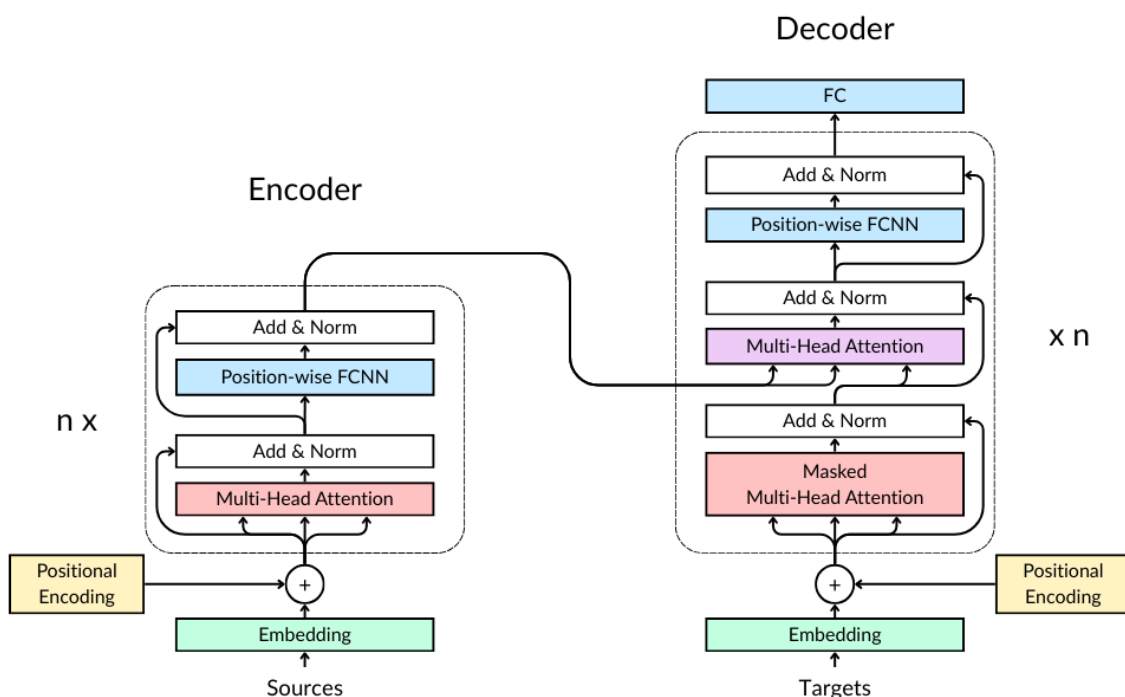 Decoder
FC
Add & Norm
Position-wise FCNN
Add & Norm
Multi-Head Attention
x n
Add & Norm
Masked
Multi-Head Attention
Positional
Encoding
+
Embedding
Targets
Encoder
Add & Norm
Position-wise FCNN
n x
Add & Norm
Multi-Head Attention
Positional
Encoding
+
Embedding
Sources